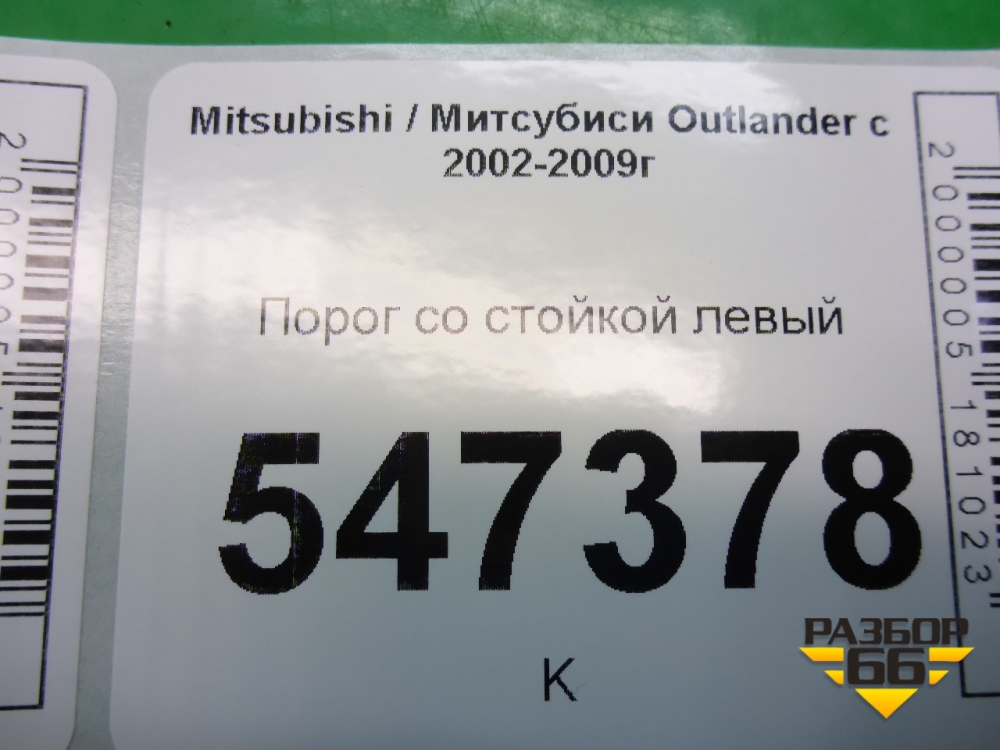 Mitsubishi / Митсубиси Outlander с
2002-2009г
Порог со стойкой левый
547378
К
2000005181023
РАЗБОР
66